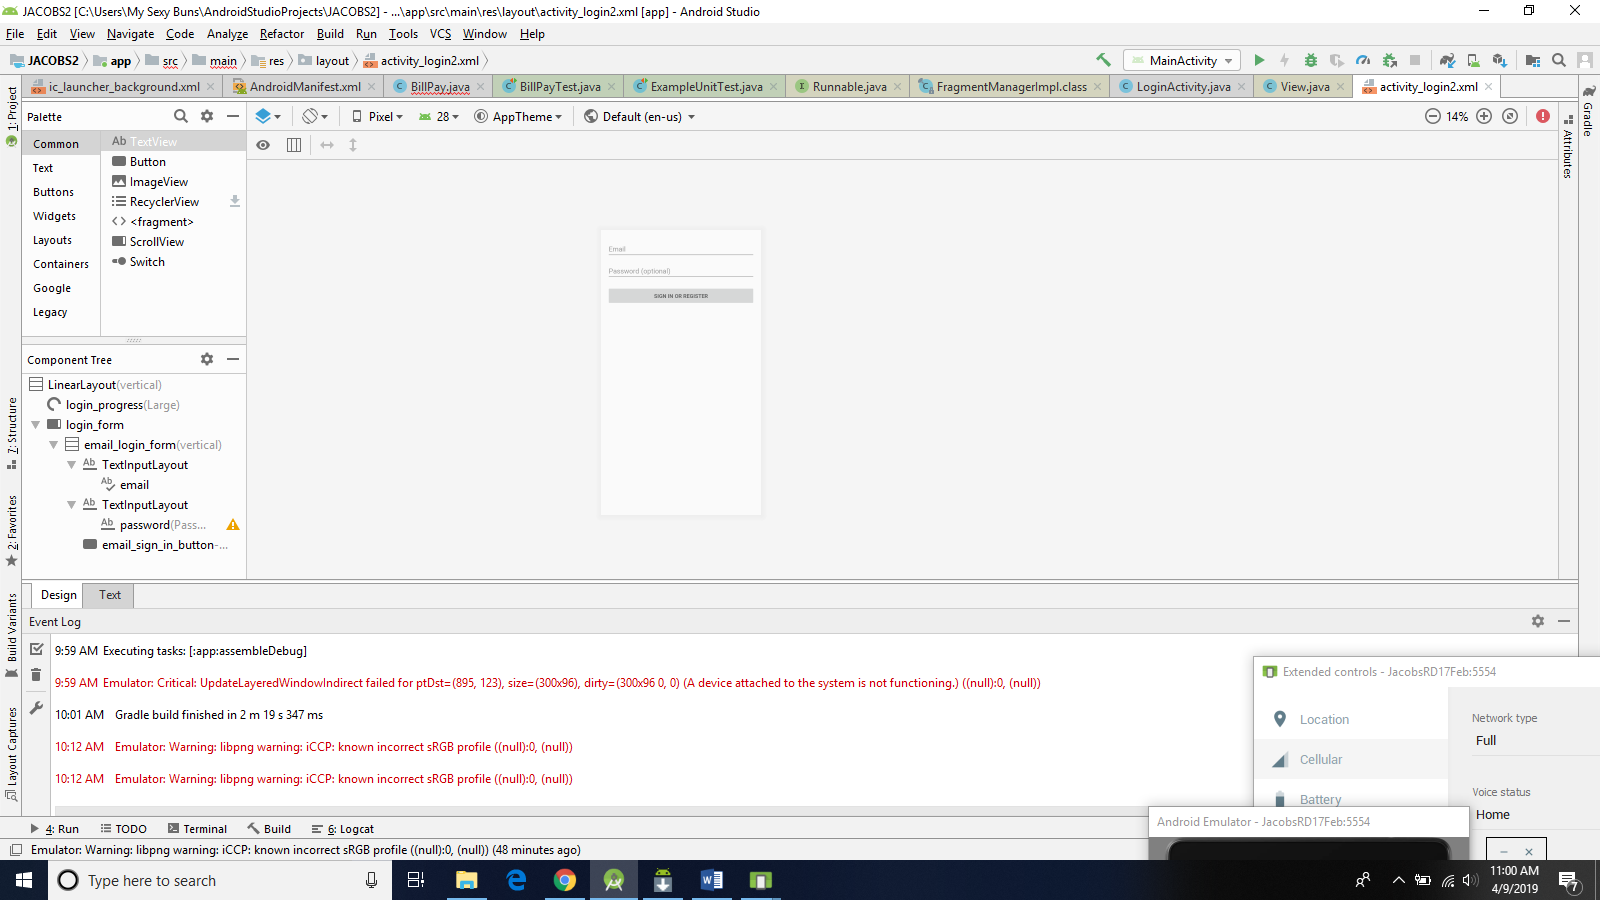 JACOBS2 [C:\Users\My Sexy Buns\AndroidStudioProjects\JACOBS2] - ...\app\src\main\res\layout\activity_login2.xml [app] - Android Studio
File Edit View Navigate Code Analyze Refactor Build Run Tools VCS Window Help
JACOBS2 app src main res layout activity_login2.xml MainActivity
ic_launcher_background.xml AndroidManifest.xml BillPay.java BillPayTest.java ExampleUnitTest.java Runnable.java FragmentManagerImpl.class LoginActivity.java View.java activity_login2.xml
1: Project
7: Structure
2: Favorites
Build Variants
Layout Captures
Gradle
Attributes
Palette
Common
Text
Buttons
Widgets
Layouts
Containers
Google
Legacy
Ab TextView
Button
ImageView
RecyclerView
<fragment>
ScrollView
Switch
Pixel 28 AppTheme Default (en-us) 14%
Email
Password (optional)
SIGN IN OR REGISTER
Component Tree
LinearLayout(vertical)
login_progress(Large)
login_form
email_login_form(vertical)
Ab TextInputLayout
Ab email
Ab TextInputLayout
Ab password(Pass...
email_sign_in_button-...
Design Text
Event Log
9:59 AM Executing tasks: [:app:assembleDebug]
9:59 AM Emulator: Critical: UpdateLayeredWindowIndirect failed for ptDst=(895, 123), size=(300x96), dirty=(300x96 0, 0) (A device attached to the system is not functioning.) ((null):0, (null))
10:01 AM Gradle build finished in 2 m 19 s 347 ms
10:12 AM Emulator: Warning: libpng warning: iCCP: known incorrect sRGB profile ((null):0, (null))
10:12 AM Emulator: Warning: libpng warning: iCCP: known incorrect sRGB profile ((null):0, (null))
Extended controls - JacobsRD17Feb:5554
Location
Cellular
Battery
Network type
Full
Voice status
Home
Android Emulator - JacobsRD17Feb:5554
4: Run TODO Terminal Build 6: Logcat
Emulator: Warning: libpng warning: iCCP: known incorrect sRGB profile ((null):0, (null)) (48 minutes ago)
Type here to search
11:00 AM
4/9/2019
7